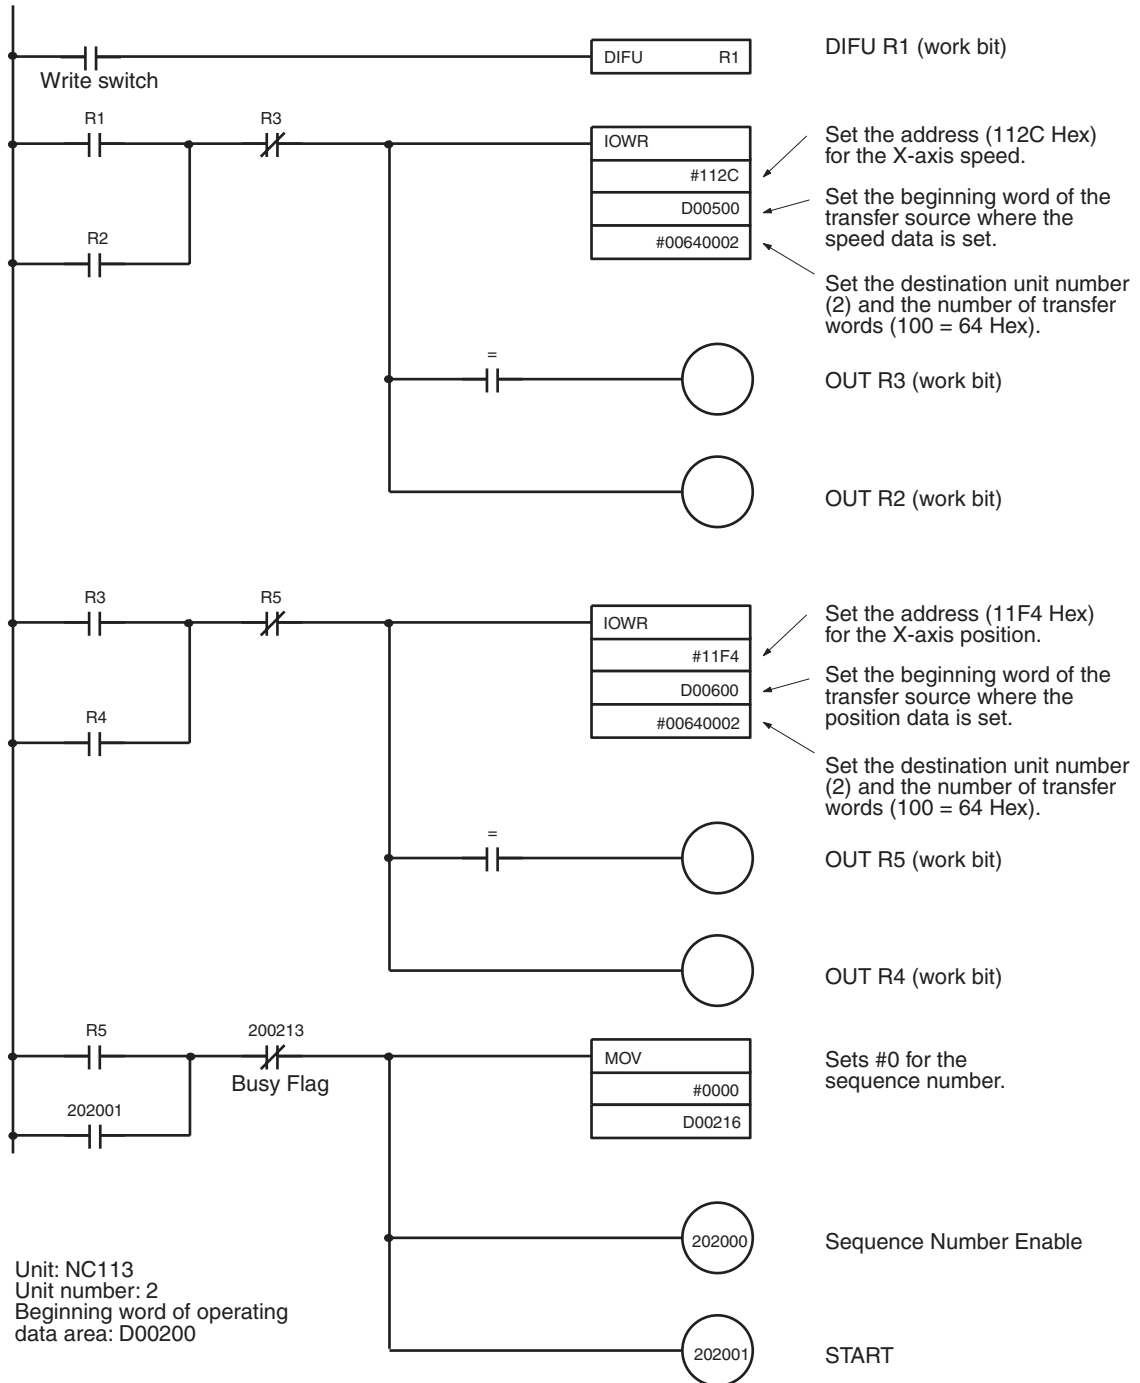 DIFU R1
DIFU R1 (work bit)
Write switch
R1
R3
R2
IOWR
#112C
D00500
#00640002
Set the address (112C Hex)
for the X-axis speed.
Set the beginning word of the
transfer source where the
speed data is set.
Set the destination unit number
(2) and the number of transfer
words (100 = 64 Hex).
=
OUT R3 (work bit)
OUT R2 (work bit)
R3
R5
R4
IOWR
#11F4
D00600
#00640002
Set the address (11F4 Hex)
for the X-axis position.
Set the beginning word of the
transfer source where the
position data is set.
Set the destination unit number
(2) and the number of transfer
words (100 = 64 Hex).
=
OUT R5 (work bit)
OUT R4 (work bit)
R5
200213
Busy Flag
202001
MOV
#0000
D00216
Sets #0 for the
sequence number.
202000
Sequence Number Enable
Unit: NC113
Unit number: 2
Beginning word of operating
data area: D00200
202001
START